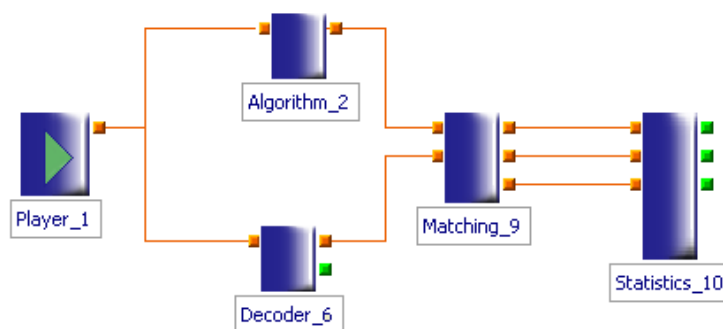 Algorithm_2
Player_1
Matching_9
Statistics_10
Decoder_6